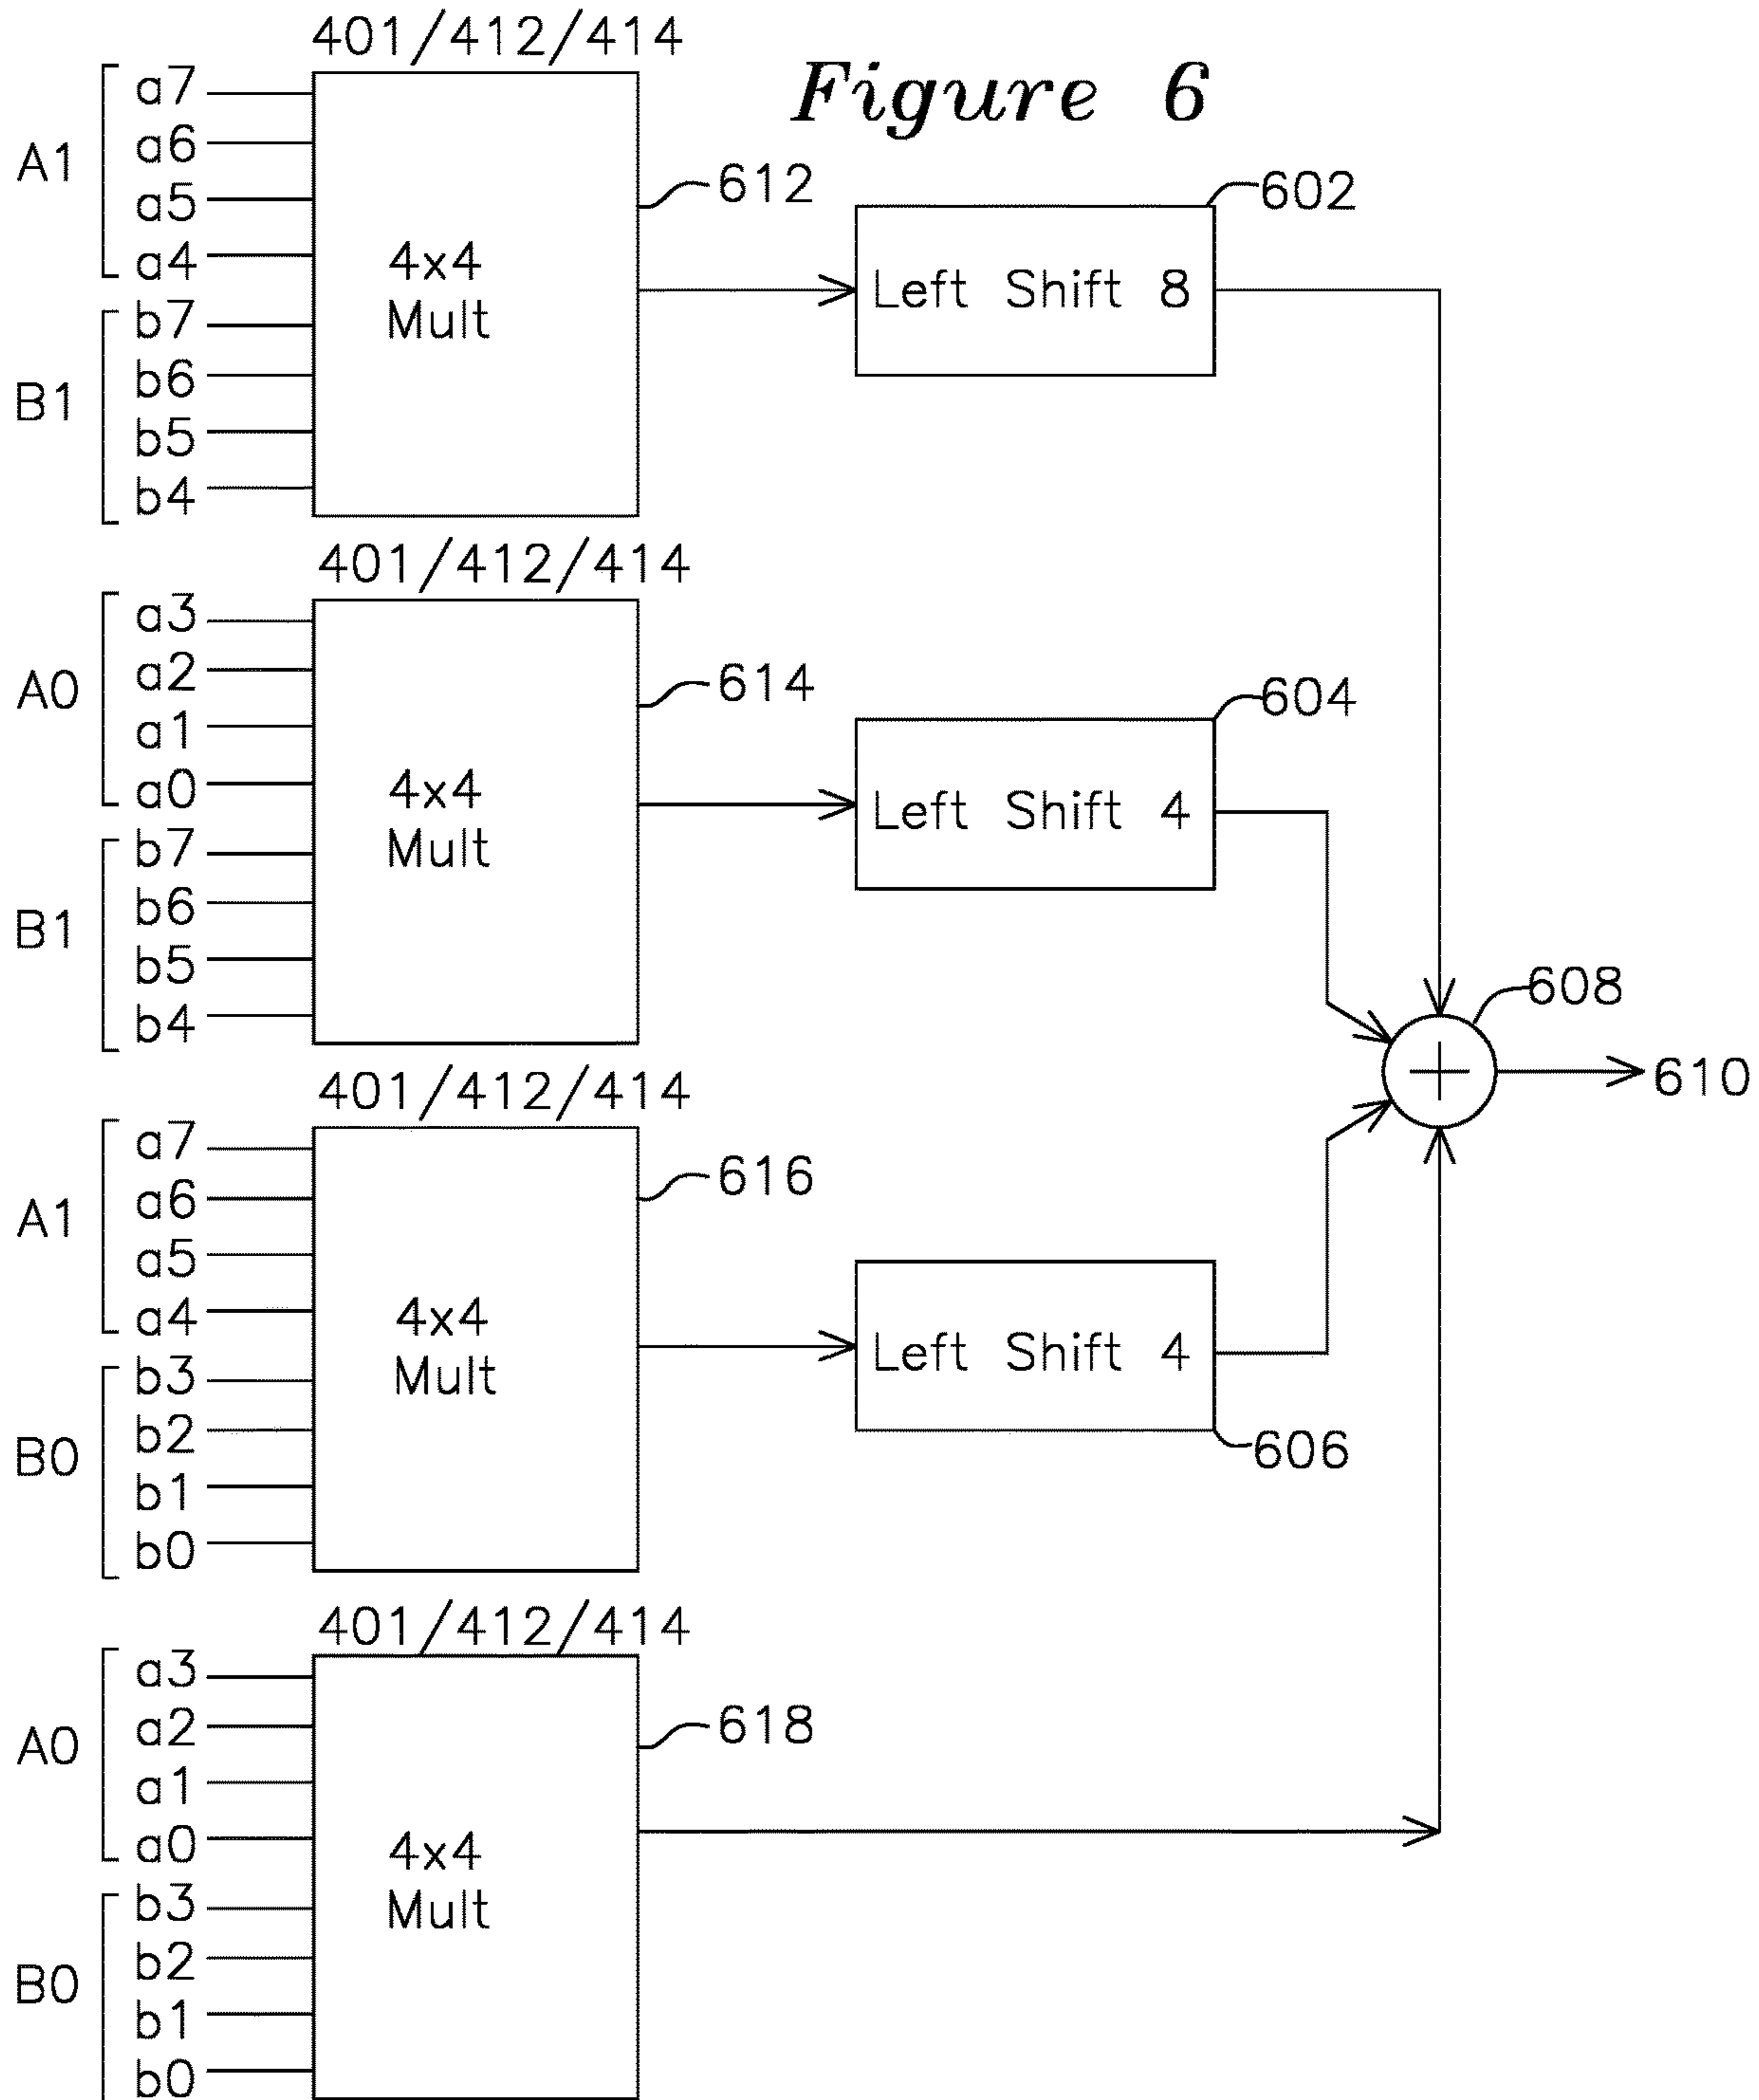 401/412/414
Figure 6
a7
a6
a5
a4
A1
b7
b6
b5
b4
B1
4x4
Mult
612
602
Left Shift 8
401/412/414
a3
a2
a1
a0
A0
b7
b6
b5
b4
B1
4x4
Mult
614
604
Left Shift 4
608
610
401/412/414
a7
a6
a5
a4
A1
b3
b2
b1
b0
B0
4x4
Mult
616
Left Shift 4
606
401/412/414
a3
a2
a1
a0
A0
b3
b2
b1
b0
B0
4x4
Mult
618